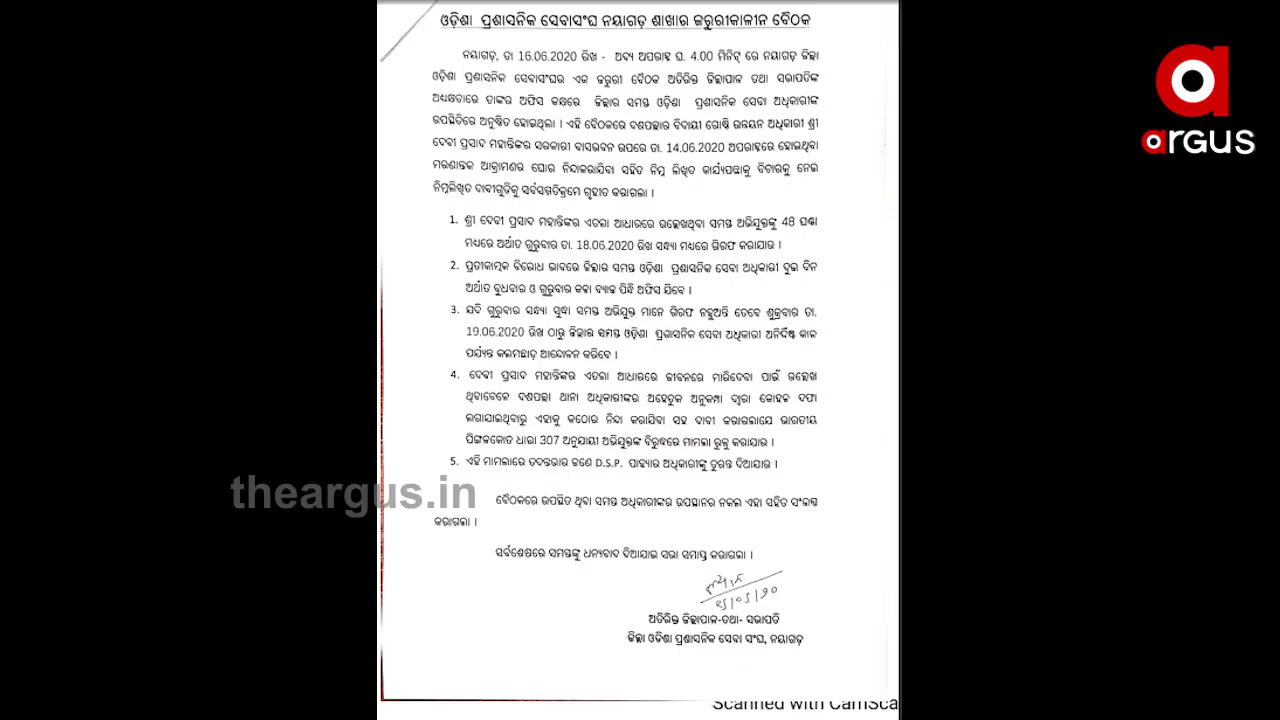 ଓଡ଼ିଶା ପ୍ରଶାସନିକ ସେବାସଂଘ ନୟାଗଡ଼ ଶାଖାର ଜରୁରୀକାଳୀନ ବୈଠକ
ନୟାଗଡ଼, ତା 16.06.2020 ରିଖ - ଅଦ୍ୟ ଅପରାହ୍ନ ଘ. 4.00 ମିନିଟ୍ ରେ ନୟାଗଡ଼ ଜିଲ୍ଲା
ଓଡ଼ିଶା ପ୍ରଶାସନିକ ସେବାସଂଘର ଏକ ଜରୁରୀ ବୈଠକ ଅତିରିକ୍ତ ଜିଲ୍ଲାପାଳ ତଥା ସଭାପତିଙ୍କ
ଅଧ୍ୟକ୍ଷତାରେ ତାଙ୍କର ଅଫିସ କକ୍ଷରେ ଜିଲ୍ଲାର ସମସ୍ତ ଓଡ଼ିଶା ପ୍ରଶାସନିକ ସେବା ଅଧିକାରୀଙ୍କ
ଉପସ୍ଥିତିରେ ଅନୁଷ୍ଠିତ ହୋଇଥିଲା । ଏହି ବୈଠକରେ ଦଶପଲ୍ଲାର ବିଦାୟୀ ଗୋଷ୍ଠି ଉନ୍ନୟନ ଅଧିକାରୀ ଶ୍ରୀ
ଦେବୀ ପ୍ରସାଦ ମହାନ୍ତିଙ୍କର ସରକାରୀ ବାସଭବନ ଉପରେ ତା. 14.06.2020 ଅପରାହ୍ନରେ ହୋଇଥିବା
ମରଣାନ୍ତକ ଆକ୍ରମଣର ଘୋର ନିନ୍ଦାକରାଯିବା ସହିତ ନିମ୍ନ ଲିଖିତ କାର୍ଯ୍ୟପନ୍ଥାକୁ ବିଚାରକୁ ନେଇ
ନିମ୍ନଲିଖିତ ଦାବୀଗୁଡ଼ିକୁ ସର୍ବସମ୍ମତିକ୍ରମେ ଗୃହୀତ କରାଗଲା ।
1. ଶ୍ରୀ ଦେବୀ ପ୍ରସାଦ ମହାନ୍ତିଙ୍କର ଏତଲା ଆଧାରରେ ଉଲ୍ଲେଖଥିବା ସମସ୍ତ ଅଭିଯୁକ୍ତଙ୍କୁ 48 ଘଣ୍ଟା
ମଧ୍ୟରେ ଅର୍ଥାତ ଗୁରୁବାର ତା. 18.06.2020 ରିଖ ସନ୍ଧ୍ୟା ମଧ୍ୟରେ ଗିରଫ କରାଯାଉ ।
2. ପ୍ରତୀକାତ୍ମକ ବିରୋଧ ଭାବରେ ଜିଲ୍ଲାର ସମସ୍ତ ଓଡ଼ିଶା ପ୍ରଶାସନିକ ସେବା ଅଧିକାରୀ ଦୁଇ ଦିନ
ଅର୍ଥାତ ବୁଧବାର ଓ ଗୁରୁବାର କଳା ବ୍ୟାଜ ପିନ୍ଧି ଅଫିସ ଯିବେ ।
3. ଯଦି ଗୁରୁବାର ସନ୍ଧ୍ୟା ସୁଦ୍ଧା ସମସ୍ତ ଅଭିଯୁକ୍ତ ମାନେ ଗିରଫ ନହୁଅନ୍ତି ତେବେ ଶୁକ୍ରବାର ତା.
19.06.2020 ରିଖ ଠାରୁ ଜିଲ୍ଲାର ସମସ୍ତ ଓଡ଼ିଶା ପ୍ରଶାସନିକ ସେବା ଅଧିକାରୀ ଅନିର୍ଦ୍ଦିଷ୍ଟ କାଳ
ପର୍ଯ୍ୟନ୍ତ କଲମଛାଡ଼ ଆନ୍ଦୋଳନ କରିବେ ।
4. ଦେବୀ ପ୍ରସାଦ ମହାନ୍ତିଙ୍କର ଏତଲା ଆଧାରରେ ଜୀବନରେ ମାରିଦେବା ପାଇଁ ଉଲ୍ଲେଖ
ଥିବାବେଳେ ଦଶପଲ୍ଲା ଥାନା ଅଧିକାରୀଙ୍କର ଅହେତୁକ ଅନୁକମ୍ପା ଦ୍ୱାରା କୋହଳ ଦଫା
ଲଗାଯାଇଥିବାରୁ ଏହାକୁ କଠୋର ନିନ୍ଦା କରାଯିବା ସହ ଦାବୀ କରାଗଲାଯେ ଭାରତୀୟ
ପିଙ୍ଗଳକୋଡ ଧାରା 307 ଅନୁଯାୟୀ ଅଭିଯୁକ୍ତଙ୍କ ବିରୁଦ୍ଧରେ ମାମଲା ରୁଜୁ କରାଯାଉ ।
5. ଏହି ମାମଲାରେ ତଦନ୍ତଭାର ଜଣେ D.S.P. ପାହ୍ୟାର ଅଧିକାରୀଙ୍କୁ ତୁରନ୍ତ ଦିଆଯାଉ ।
ବୈଠକରେ ଉପସ୍ଥିତ ଥିବା ସମସ୍ତ ଅଧିକାରୀଙ୍କର ଉପସ୍ଥାନର ନକଲ ଏହା ସହିତ ସଂଲଗ୍ନ
କରାଗଲା ।
ସର୍ବଶେଷରେ ସମସ୍ତଙ୍କୁ ଧନ୍ୟବାଦ ଦିଆଯାଇ ସଭା ସମାପ୍ତ କରାଗଲା ।
ଅତିରିକ୍ତ ଜିଲ୍ଲାପାଳ-ତଥା- ସଭାପତି
ଜିଲ୍ଲା ଓଡିଶା ପ୍ରଶାସନିକ ସେବା ସଂଘ, ନୟାଗଡ଼
theargus.in
argus
Scanned with CamSca